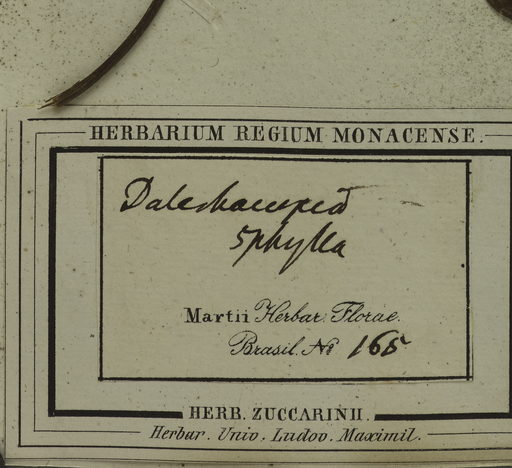 HERBARIUM REGIUM MONACENSE.
Dalechampia
5phylla
Martii Herbar. Florae
Brasil. No 165
HERB. ZUCCARINII.
Herbar. Univ. Ludov. Maximil.